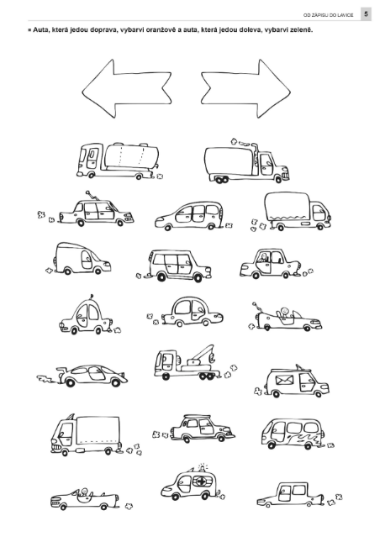 OD ZÁPISU DO LAVICE 5
Auta, která jedou doprava, vybarvi oranžově a auta, která jedou doleva, vybarvi zeleně.